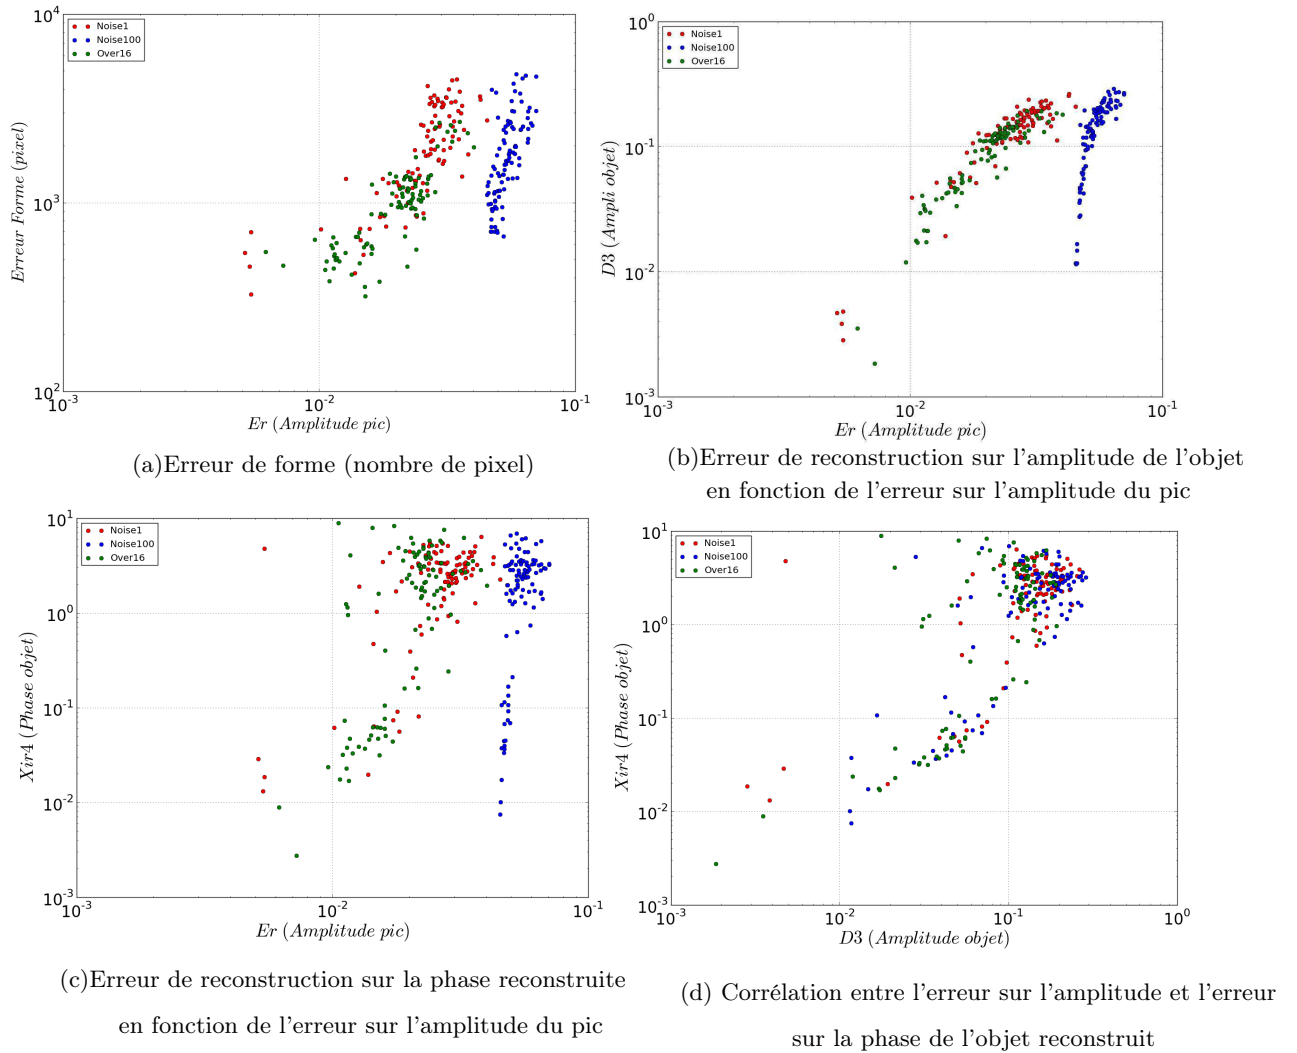 10^4
Noise1
Noise100
Over16
Erreur Forme (pixel)
10^3
10^2
10^-3
10^-2
10^-1
Er (Amplitude pic)
(a)Erreur de forme (nombre de pixel)
10^0
Noise1
Noise100
Over16
D3 (Ampli objet)
10^-1
10^-2
10^-3
10^-3
10^-2
10^-1
Er (Amplitude pic)
(b)Erreur de reconstruction sur l'amplitude de l'objet
en fonction de l'erreur sur l'amplitude du pic
10^1
Noise1
Noise100
Over16
Xir4 (Phase objet)
10^0
10^-1
10^-2
10^-3
10^-3
10^-2
10^-1
Er (Amplitude pic)
(c)Erreur de reconstruction sur la phase reconstruite
en fonction de l'erreur sur l'amplitude du pic
10^1
Noise1
Noise100
Over16
Xir4 (Phase objet)
10^0
10^-1
10^-2
10^-3
10^-3
10^-2
10^-1
10^0
D3 (Amplitude objet)
(d) Corrélation entre l'erreur sur l'amplitude et l'erreur
sur la phase de l'objet reconstruit